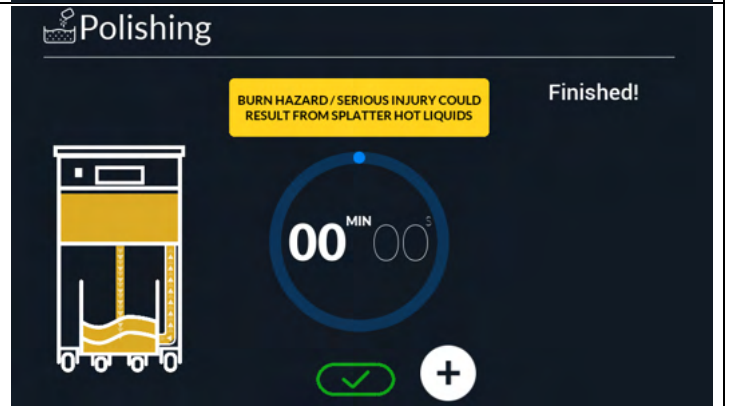 Polishing
BURN HAZARD / SERIOUS INJURY COULD
RESULT FROM SPLATTER HOT LIQUIDS
Finished!
00 MIN 00 S